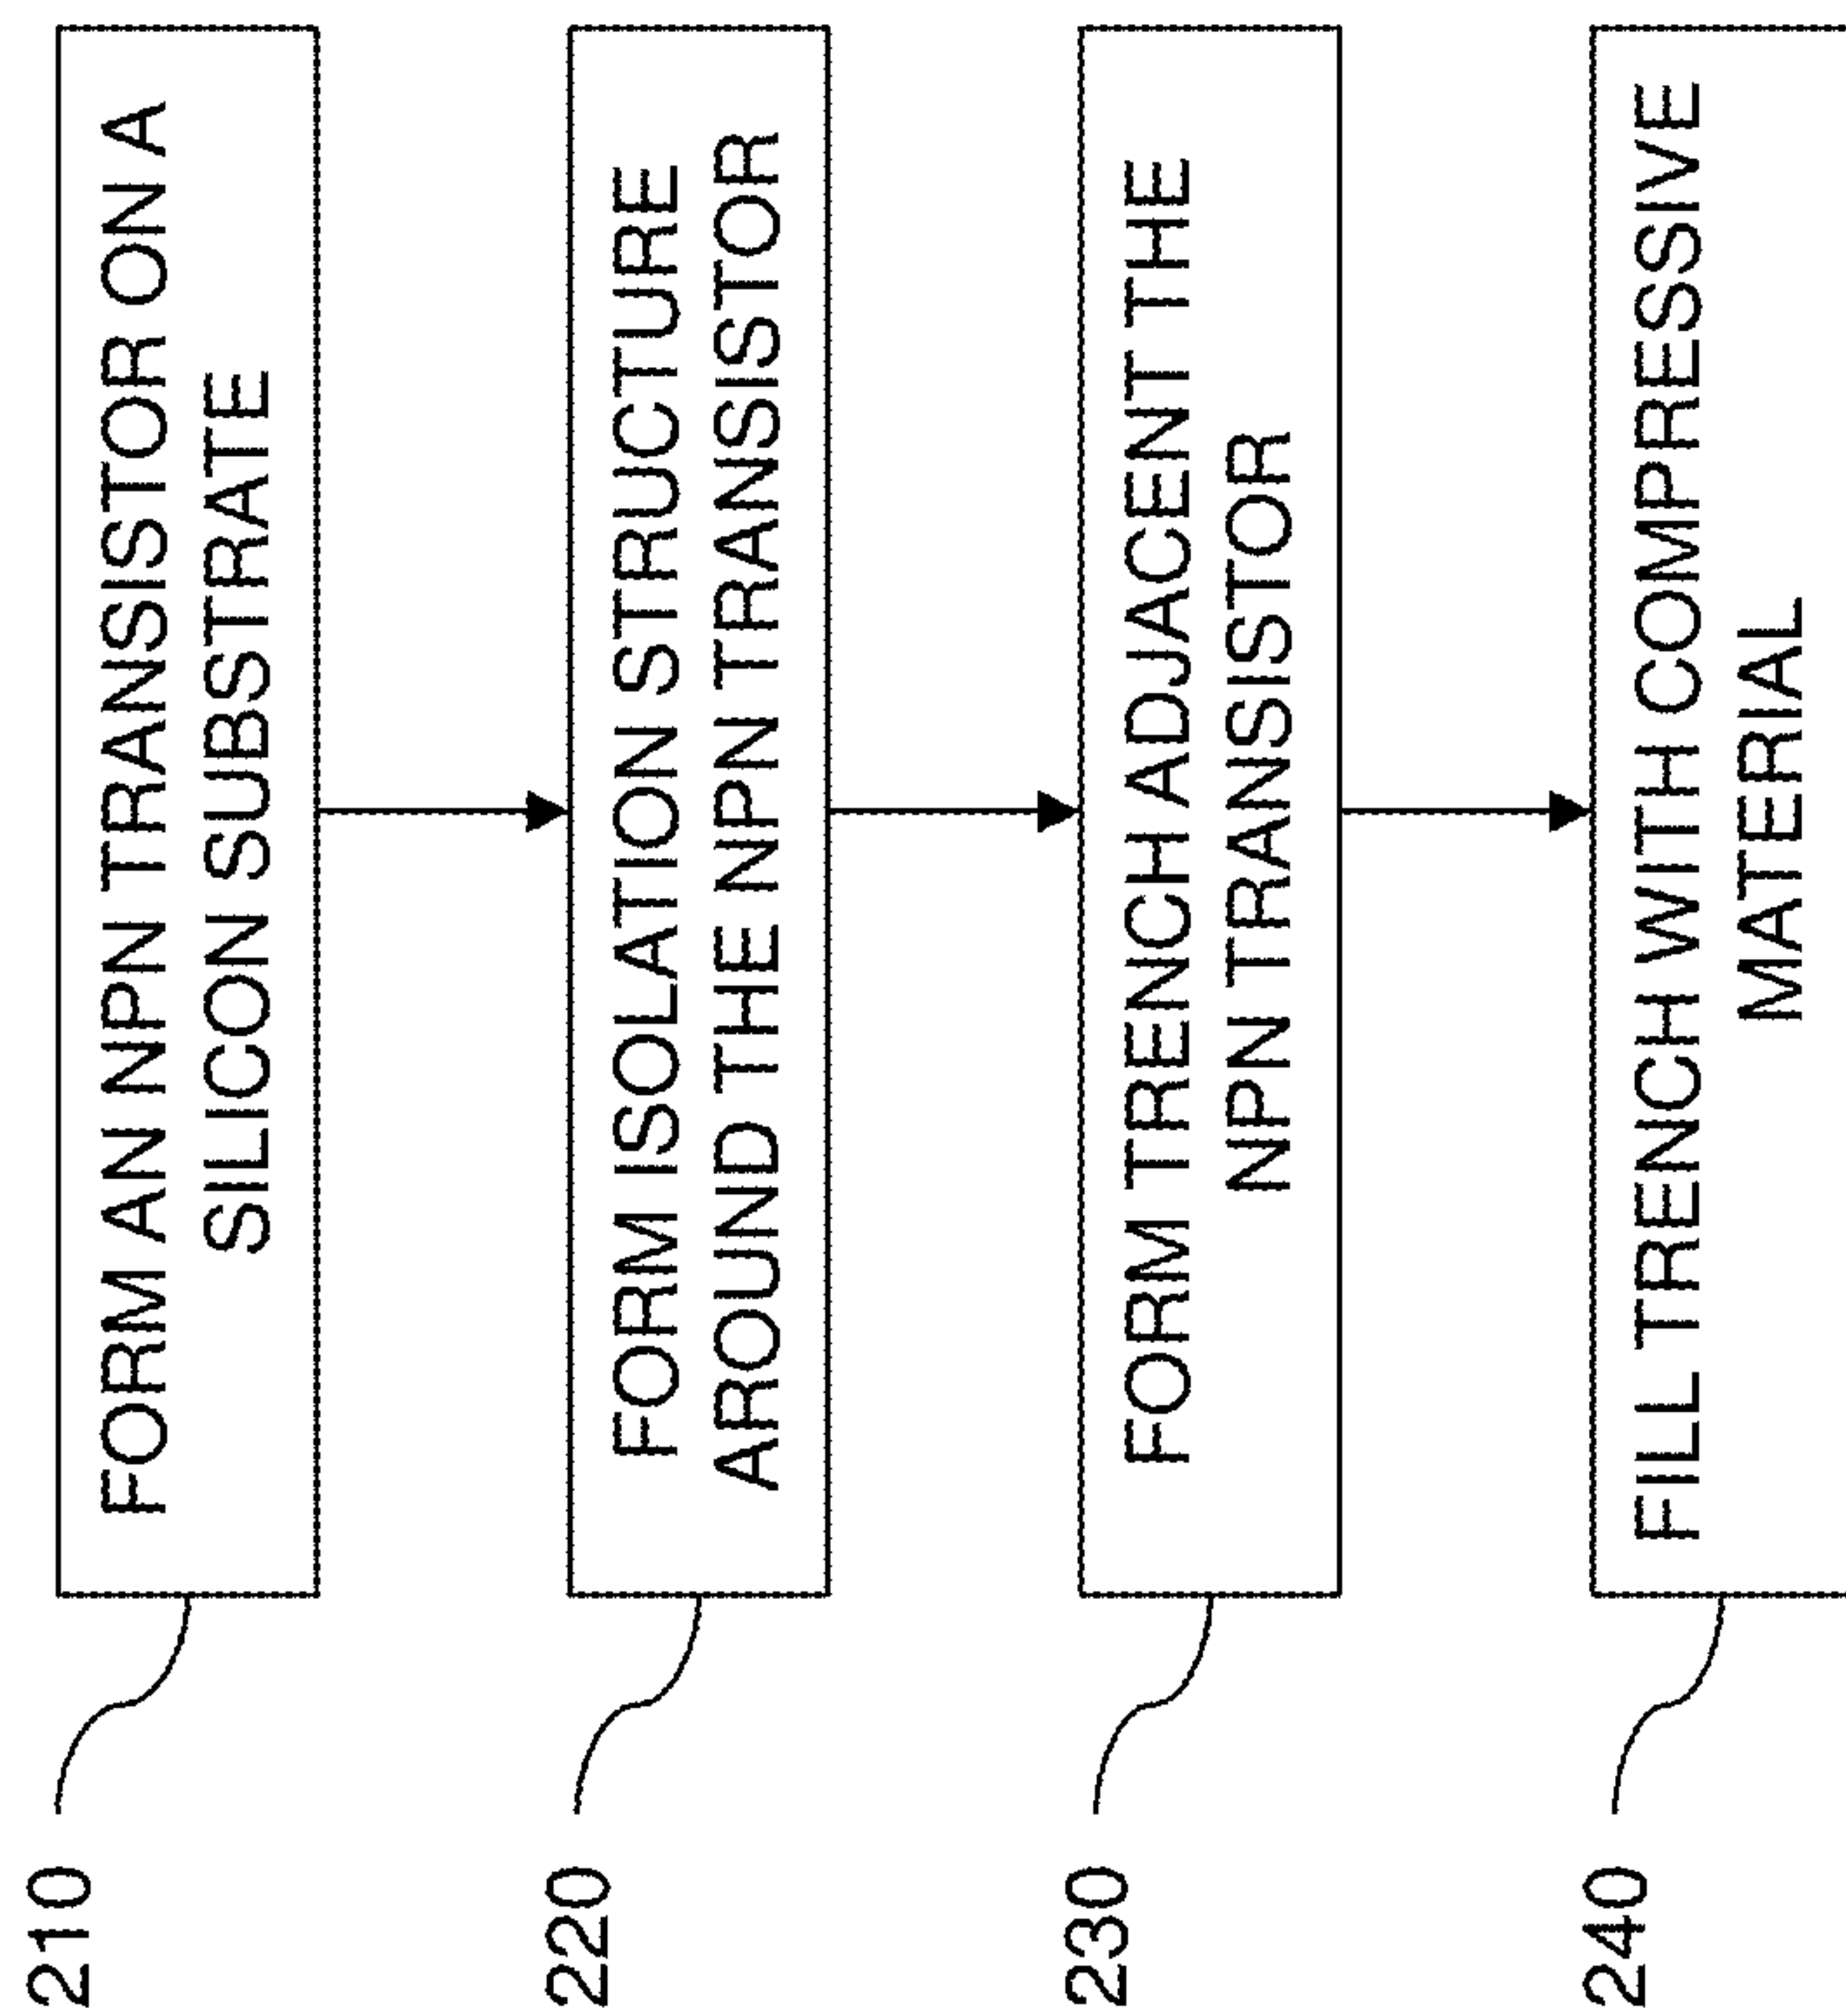 210
FORM AN NPN TRANSISTOR ON A
SILICON SUBSTRATE
220
FORM ISOLATION STRUCTURE
AROUND THE NPN TRANSISTOR
230
FORM TRENCH ADJACENT THE
NPN TRANSISTOR
240
FILL TRENCH WITH COMPRESSIVE
MATERIAL